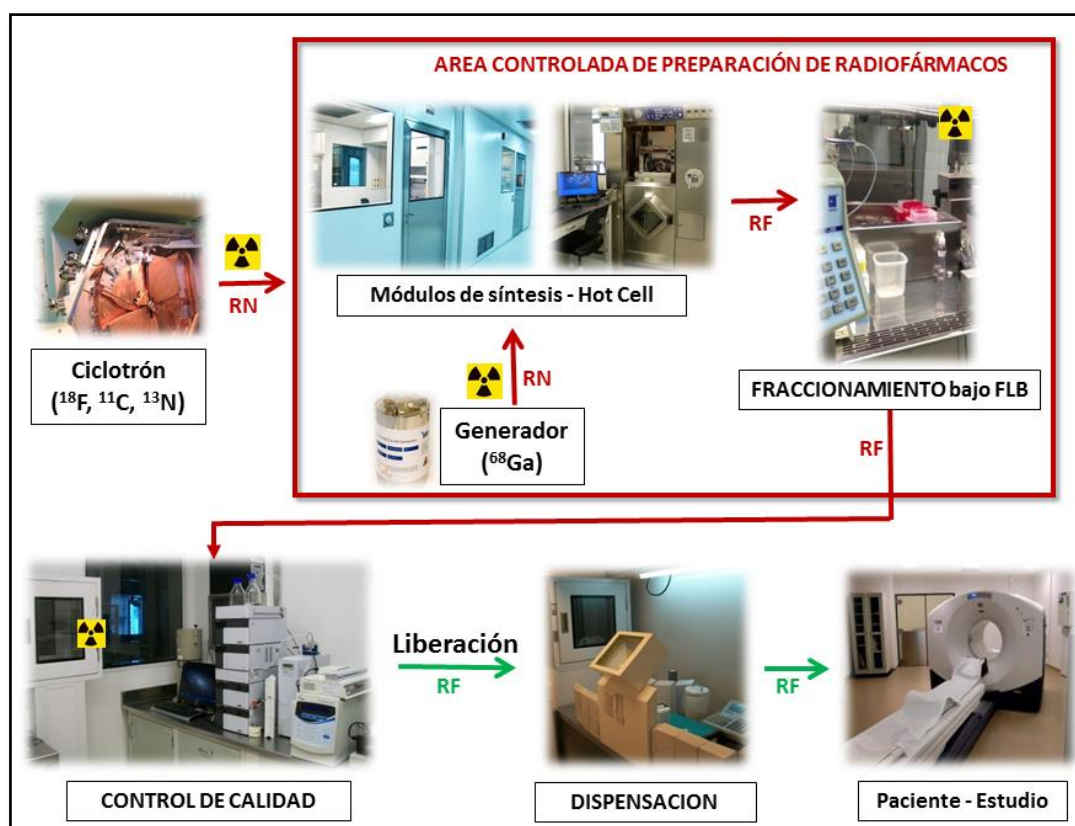 AREA CONTROLADA DE PREPARACIÓN DE RADIOFÁRMACOS
RF
RN
Módulos de síntesis - Hot Cell
Ciclotrón
(¹⁸F, ¹¹C, ¹³N)
RN
Generador
(⁶⁸Ga)
FRACCIONAMIENTO bajo FLB
RF
Liberación
RF
RF
CONTROL DE CALIDAD
DISPENSACION
Paciente - Estudio